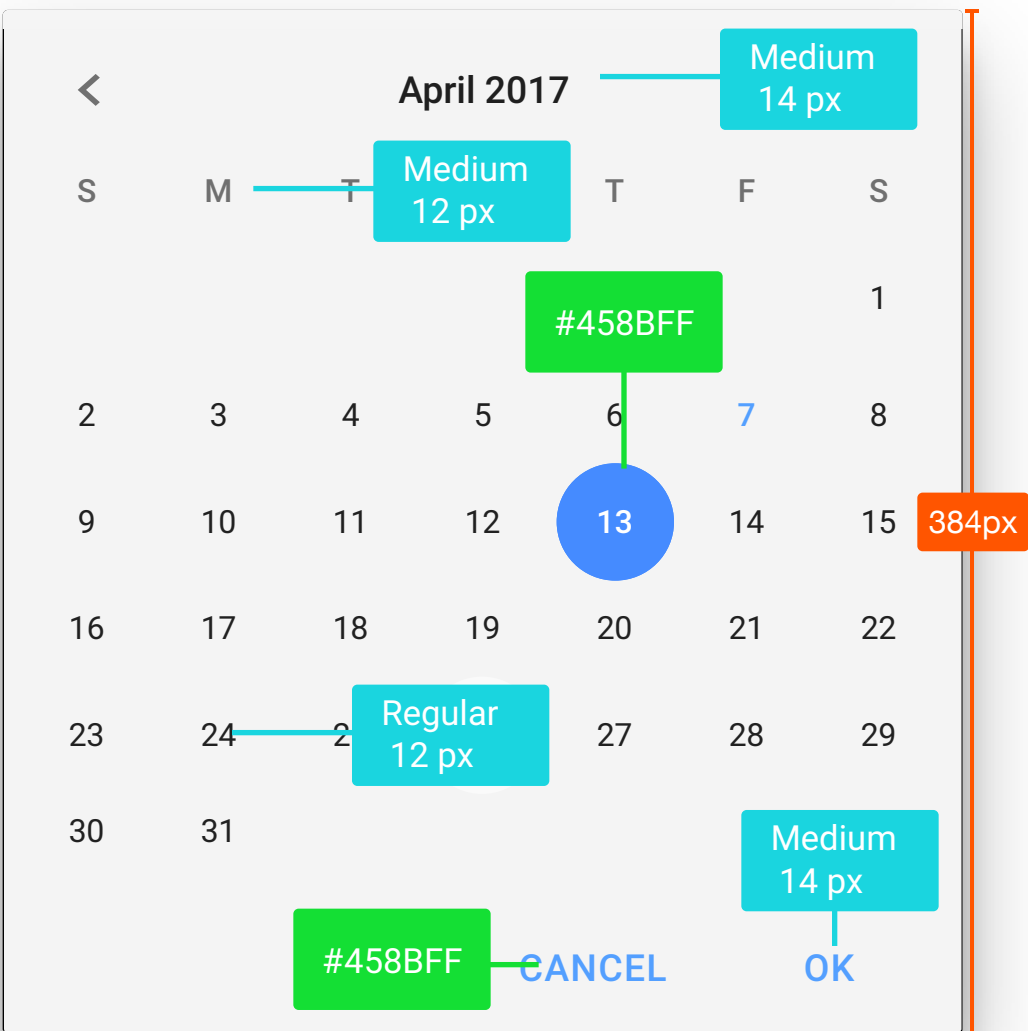 April 2017
Medium
14 px
S M T T F S
Medium
12 px
#458BFF
1
2 3 4 5 6 7 8
9 10 11 12 13 14 15
384px
16 17 18 19 20 21 22
23 24 2 27 28 29
Regular
12 px
30 31
Medium
14 px
#458BFF
CANCEL OK